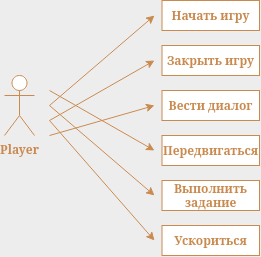 Начать игру
Закрыть игру
Вести диалог
Player
Передвигаться
Выполнить
задание
Ускориться